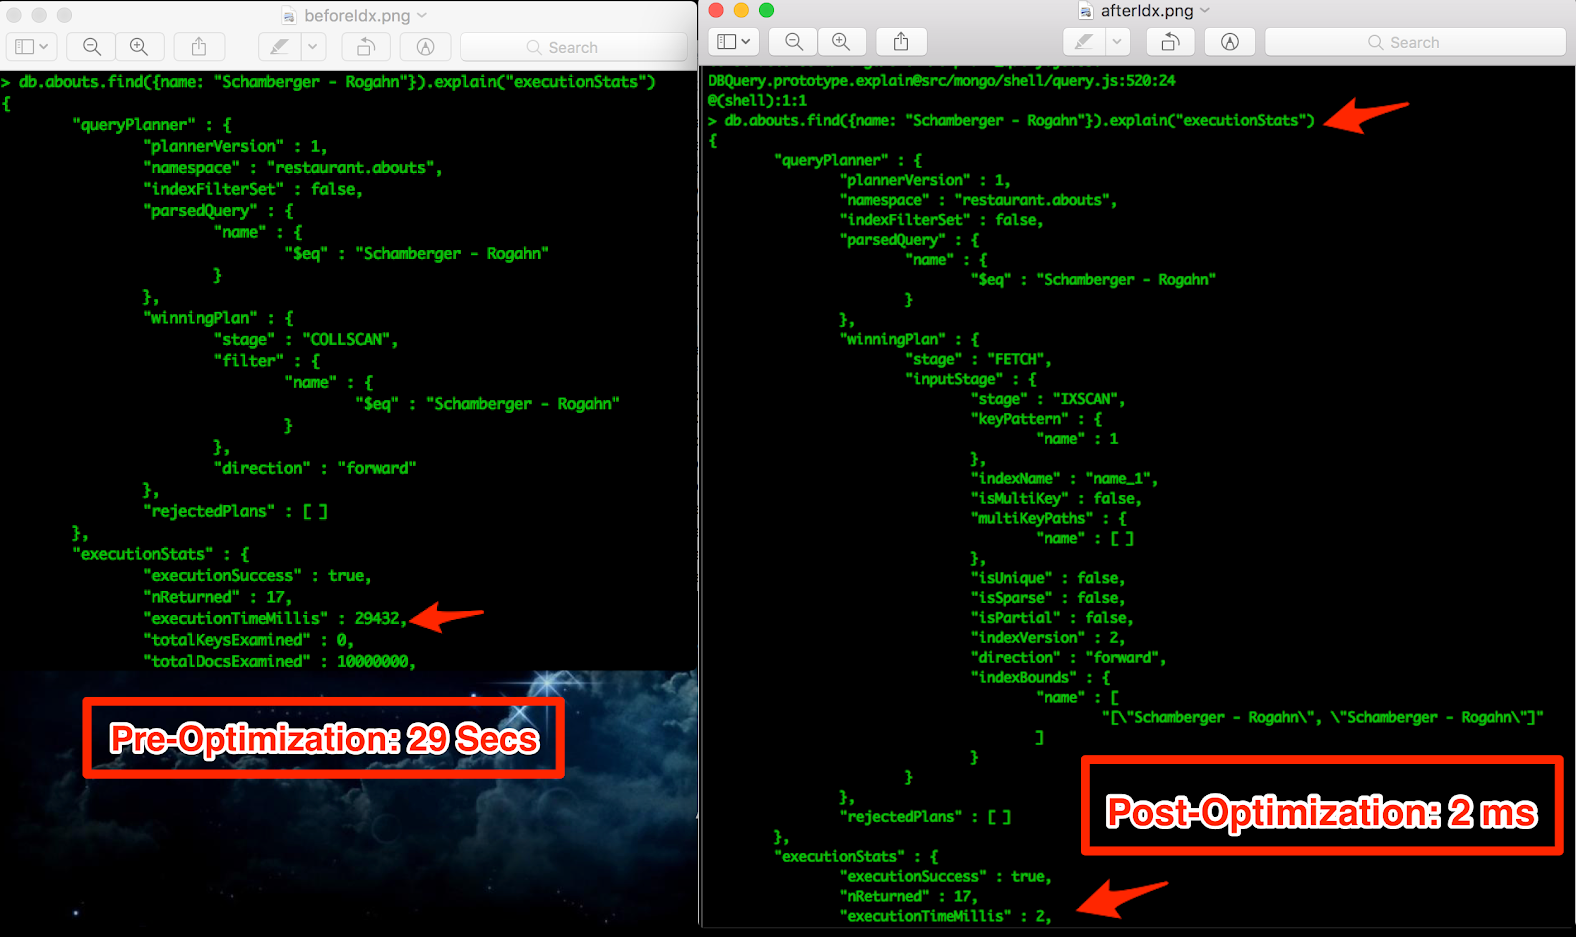 beforeIdx.png
Search
> db.abouts.find({name: "Schamberger - Rogahn"}).explain("executionStats")
{
"queryPlanner" : {
"plannerVersion" : 1,
"namespace" : "restaurant.abouts",
"indexFilterSet" : false,
"parsedQuery" : {
"name" : {
"$eq" : "Schamberger - Rogahn"
}
},
"winningPlan" : {
"stage" : "COLLSCAN",
"filter" : {
"name" : {
"$eq" : "Schamberger - Rogahn"
}
},
"direction" : "forward"
},
"rejectedPlans" : [ ]
},
"executionStats" : {
"executionSuccess" : true,
"nReturned" : 17,
"executionTimeMillis" : 29432,
"totalKeysExamined" : 0,
"totalDocsExamined" : 10000000,
Pre-Optimization: 29 Secs
afterIdx.png
Search
DBQuery.prototype.explain@src/mongo/shell/query.js:520:24
@(shell):1:1
> db.abouts.find({name: "Schamberger - Rogahn"}).explain("executionStats")
{
"queryPlanner" : {
"plannerVersion" : 1,
"namespace" : "restaurant.abouts",
"indexFilterSet" : false,
"parsedQuery" : {
"name" : {
"$eq" : "Schamberger - Rogahn"
}
},
"winningPlan" : {
"stage" : "FETCH",
"inputStage" : {
"stage" : "IXSCAN",
"keyPattern" : {
"name" : 1
},
"indexName" : "name_1",
"isMultiKey" : false,
"multiKeyPaths" : {
"name" : [ ]
},
"isUnique" : false,
"isSparse" : false,
"isPartial" : false,
"indexVersion" : 2,
"direction" : "forward",
"indexBounds" : {
"name" : [
"[\"Schamberger - Rogahn\", \"Schamberger - Rogahn\"]"
]
}
}
},
"rejectedPlans" : [ ]
},
"executionStats" : {
"executionSuccess" : true,
"nReturned" : 17,
"executionTimeMillis" : 2,
Post-Optimization: 2 ms